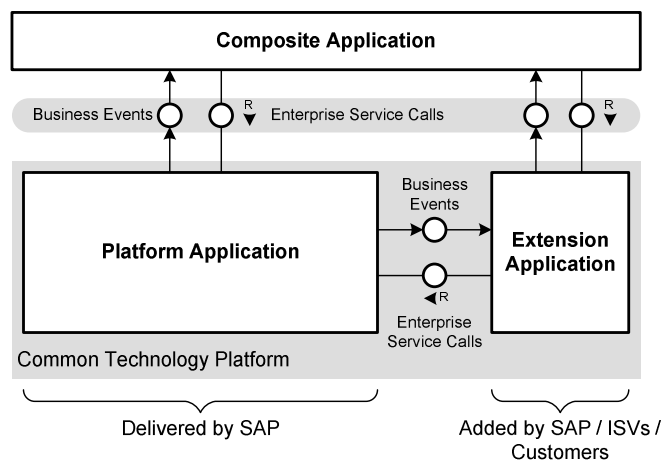 Composite Application
Business Events
R
Enterprise Service Calls
R
Business
Events
Platform Application
Extension
Application
R
Enterprise
Service Calls
Common Technology Platform
Delivered by SAP
Added by SAP / ISVs /
Customers